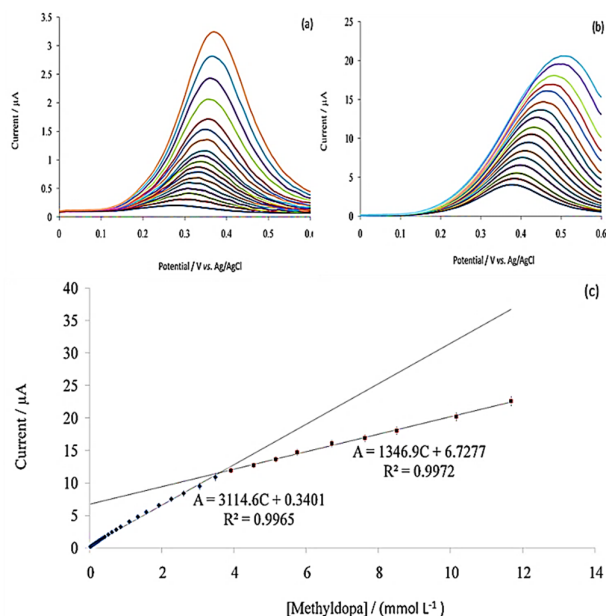 (a)
Current / µA
3.5
3
2.5
2
1.5
1
0.5
0
0 0.1 0.2 0.3 0.4 0.5 0.6
Potential / V vs. Ag/AgCl
(b)
Current / µA
25
20
15
10
5
0
0 0.1 0.2 0.3 0.4 0.5 0.6
Potential / V vs. Ag/AgCl
(c)
Current / µA
40
35
30
25
20
15
10
5
0
A = 1346.9C + 6.7277
R² = 0.9972
A = 3114.6C + 0.3401
R² = 0.9965
0 2 4 6 8 10 12 14
[Methyldopa] / (mmol L⁻¹)